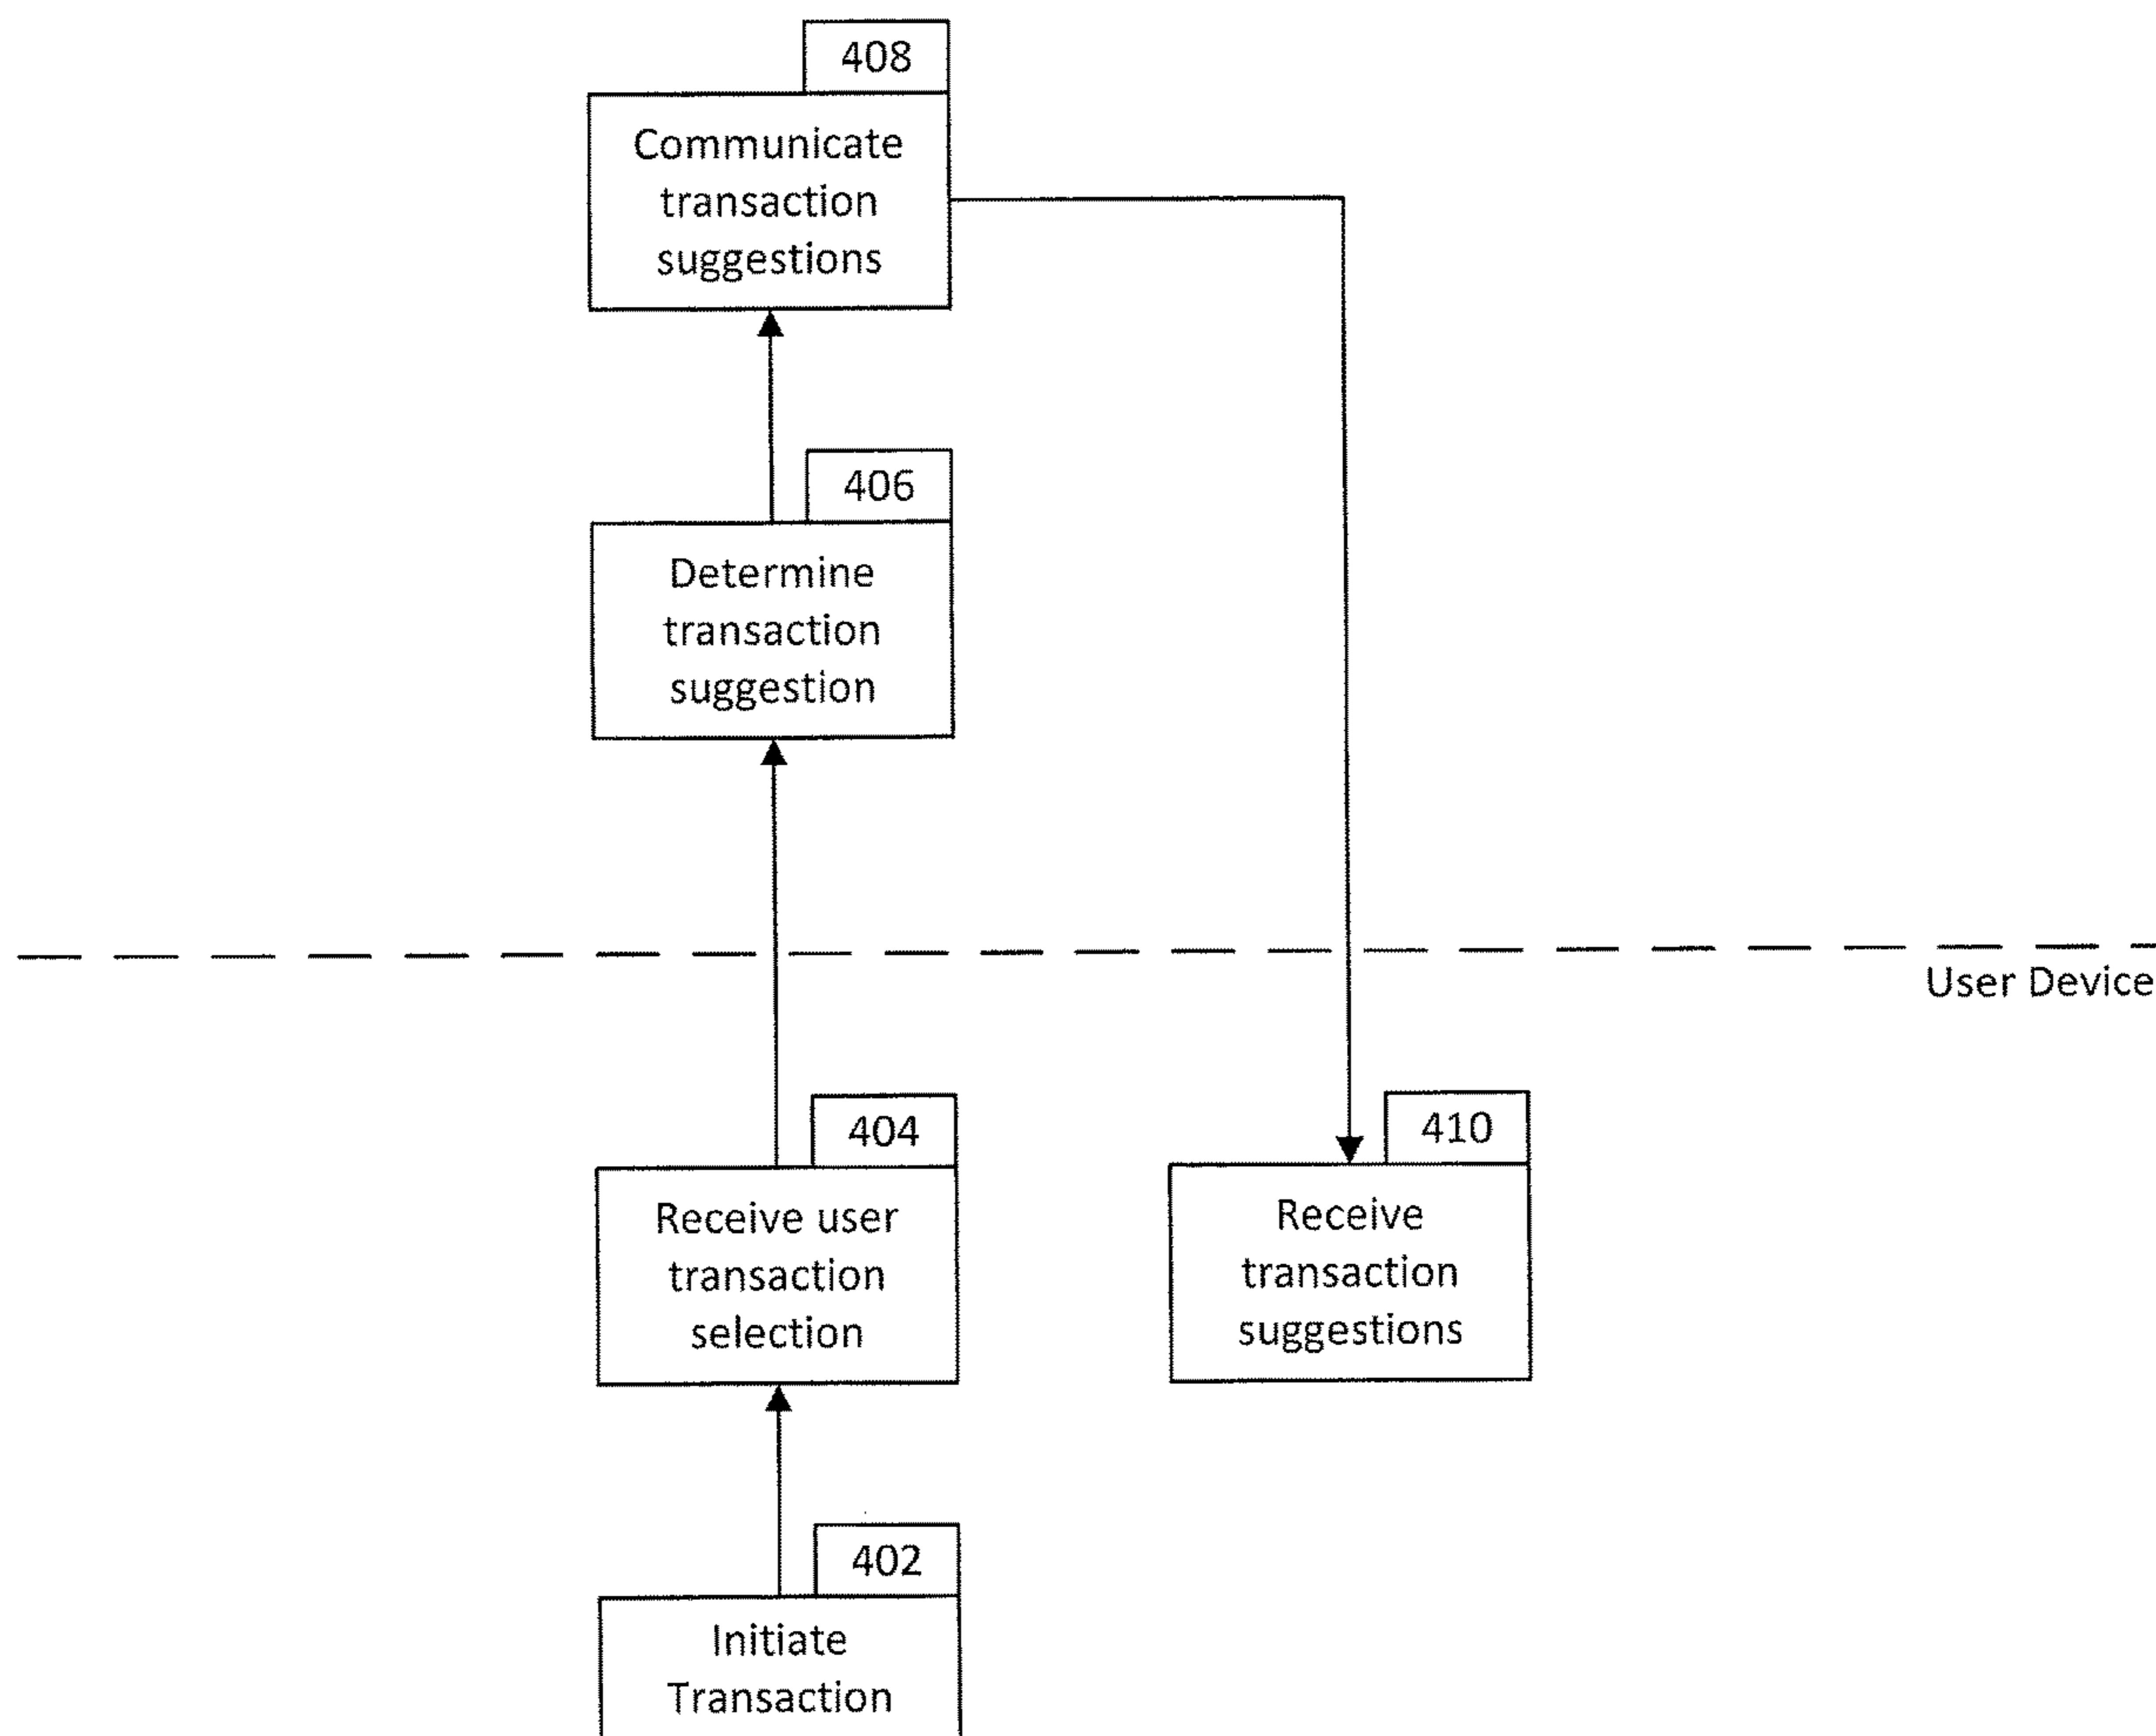 408
Communicate
transaction
suggestions
406
Determine
transaction
suggestion
User Device
404
Receive user
transaction
selection
410
Receive
transaction
suggestions
402
Initiate
Transaction